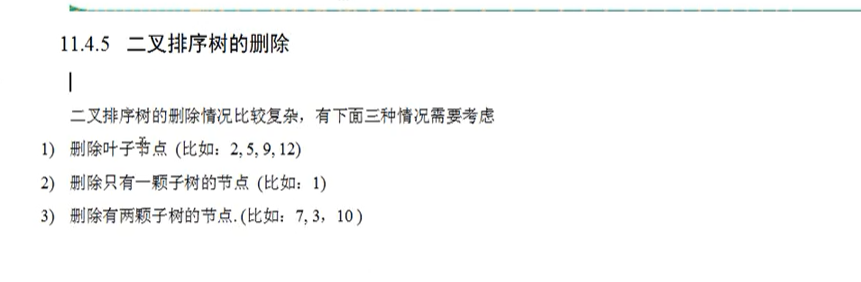 11.4.5 二叉排序树的删除
二叉排序树的删除情况比较复杂，有下面三种情况需要考虑
1) 删除叶子节点 (比如：2, 5, 9, 12)
2) 删除只有一颗子树的节点 (比如：1)
3) 删除有两颗子树的节点. (比如：7, 3，10 )